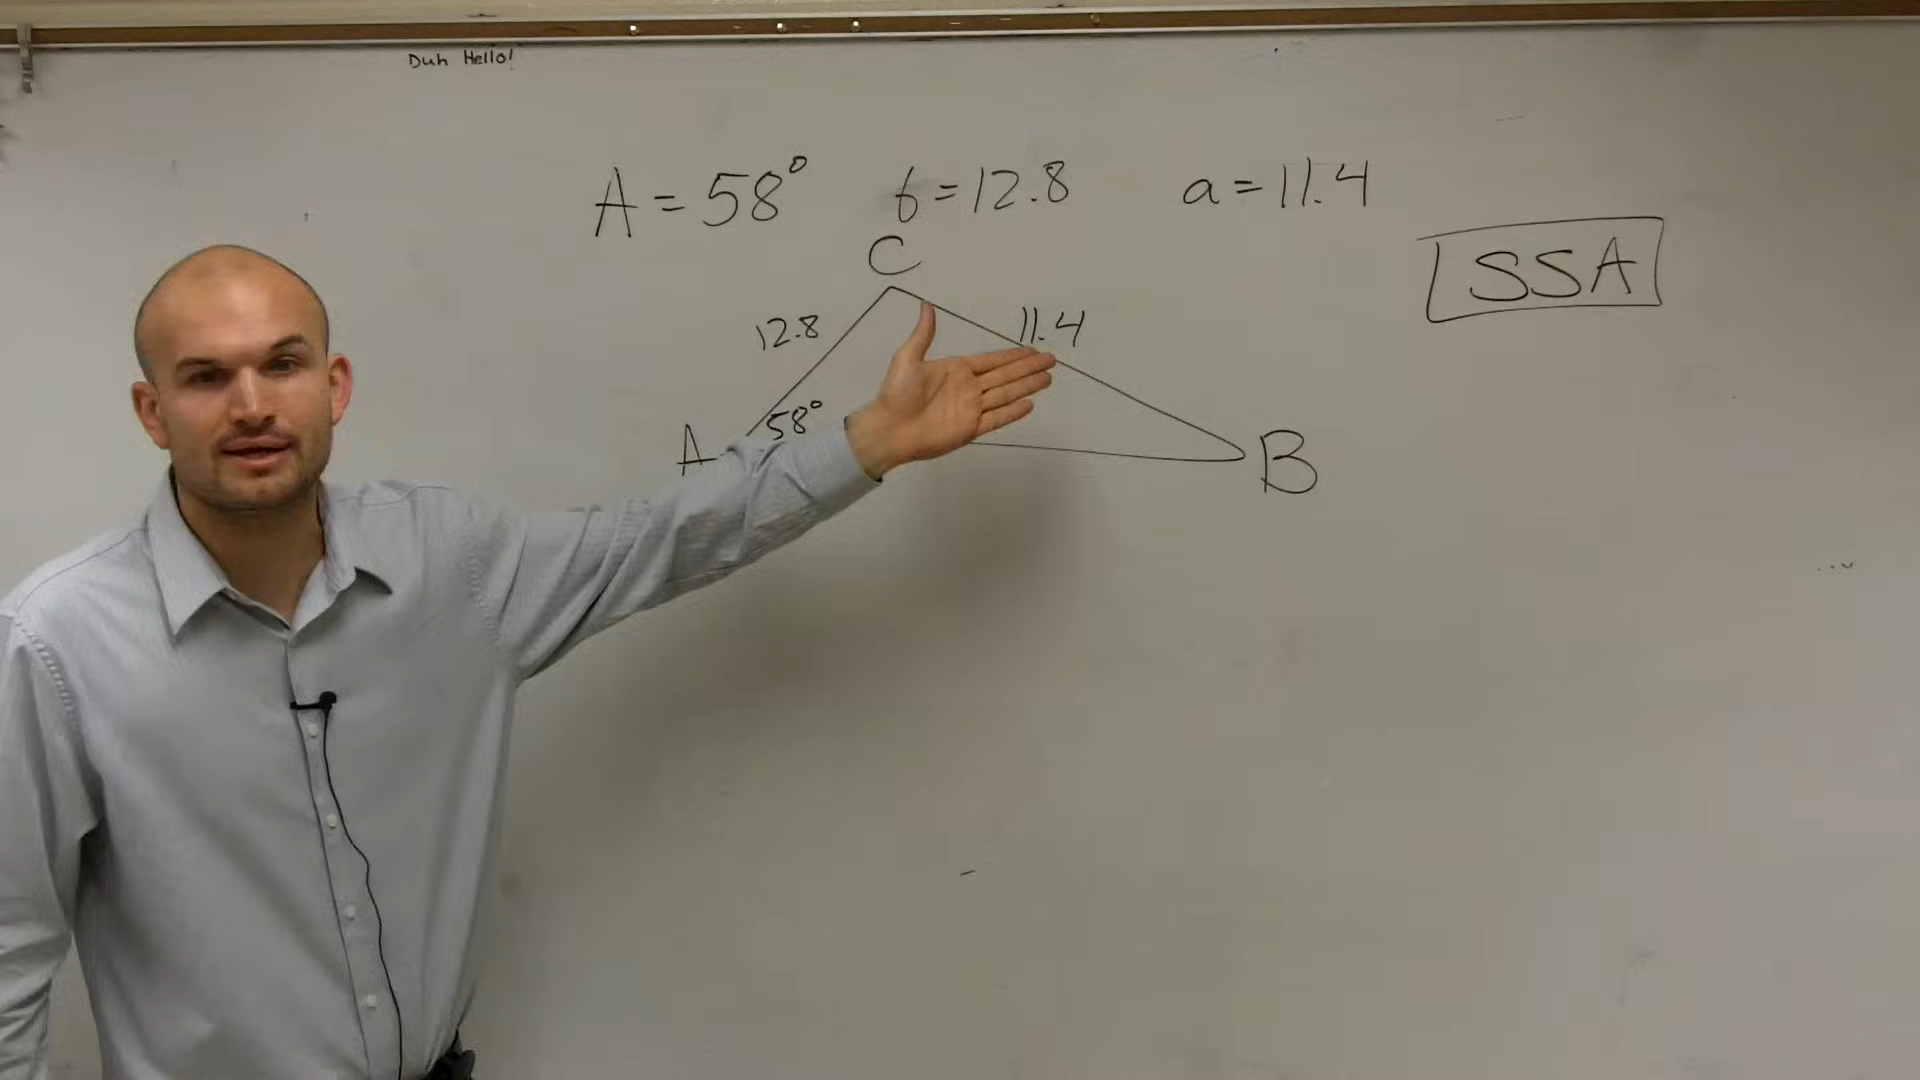 Duh Hello!
A = 58° b = 12.8 a = 11.4
C
SSA
12.8
11.4
58°
A
B